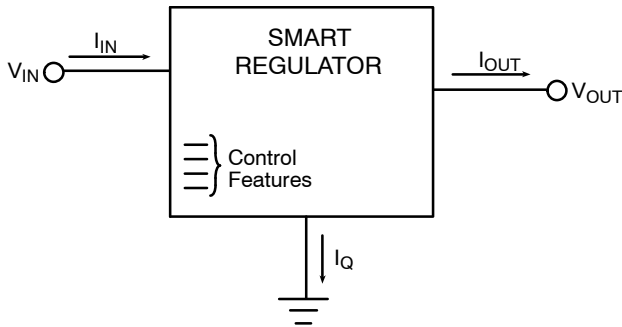 SMART
REGULATOR
I_IN
V_IN
I_OUT
V_OUT
Control
Features
I_Q